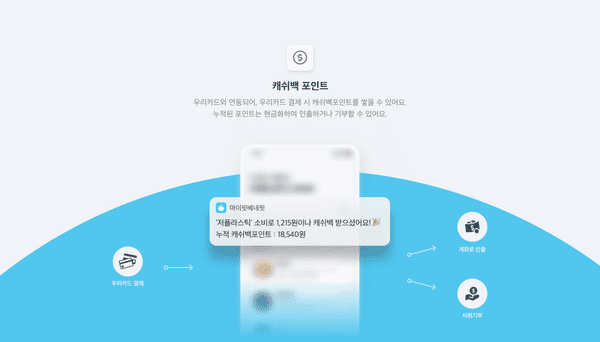 캐쉬백 포인트
우리카드와 연동되어, 우리카드 결제 시 캐쉬백포인트를 쌓을 수 있어요.
누적된 포인트는 현금화하여 인출하거나 기부할 수 있어요.
마이핏베네핏
'저플라스틱' 소비로 1,215원이나 캐쉬백 받으셨어요! 🎉
누적 캐쉬백포인트 : 18,540원
우리카드 결제
계좌로 인출
사회기부